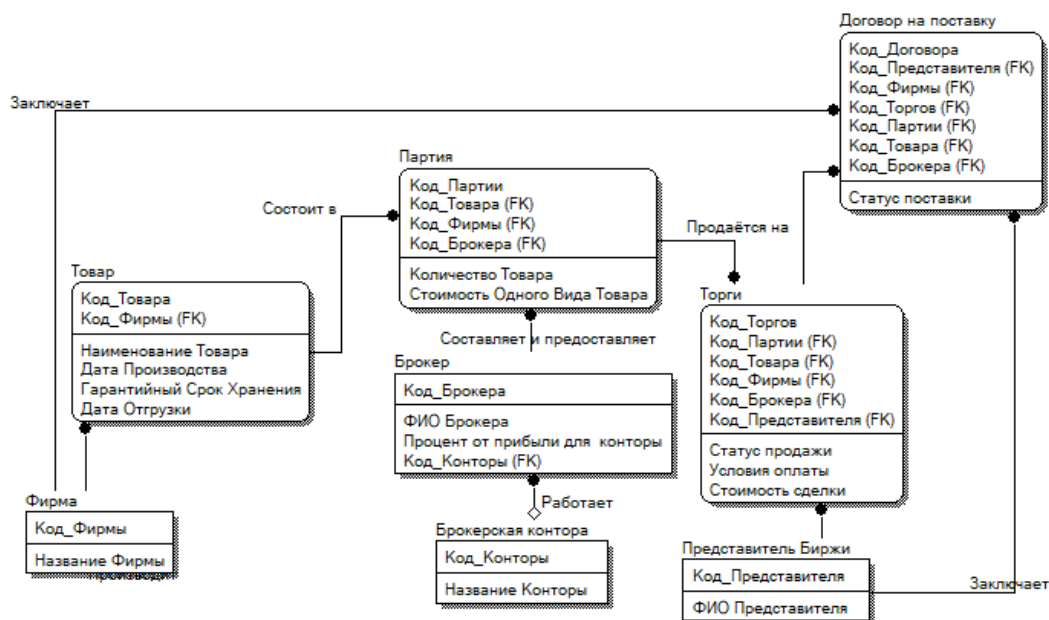 Договор на поставку
Код_Договора
Код_Представителя (FK)
Код_Фирмы (FK)
Код_Торгов (FK)
Код_Партии (FK)
Код_Товара (FK)
Код_Брокера (FK)
Статус поставки
Заключает
Партия
Код_Партии
Код_Товара (FK)
Код_Фирмы (FK)
Код_Брокера (FK)
Количество Товара
Стоимость Одного Вида Товара
Состоит в
Продаётся на
Товар
Код_Товара
Код_Фирмы (FK)
Наименование Товара
Дата Производства
Гарантийный Срок Хранения
Дата Отгрузки
Торги
Код_Торгов
Код_Партии (FK)
Код_Товара (FK)
Код_Фирмы (FK)
Код_Брокера (FK)
Код_Представителя (FK)
Статус продажи
Условия оплаты
Стоимость сделки
Составляет и предоставляет
Брокер
Код_Брокера
ФИО Брокера
Процент от прибыли для конторы
Код_Конторы (FK)
Работает
Фирма
Код_Фирмы
Название Фирмы
Брокерская контора
Код_Конторы
Название Конторы
Представитель Биржи
Код_Представителя
ФИО Представителя
Заключает